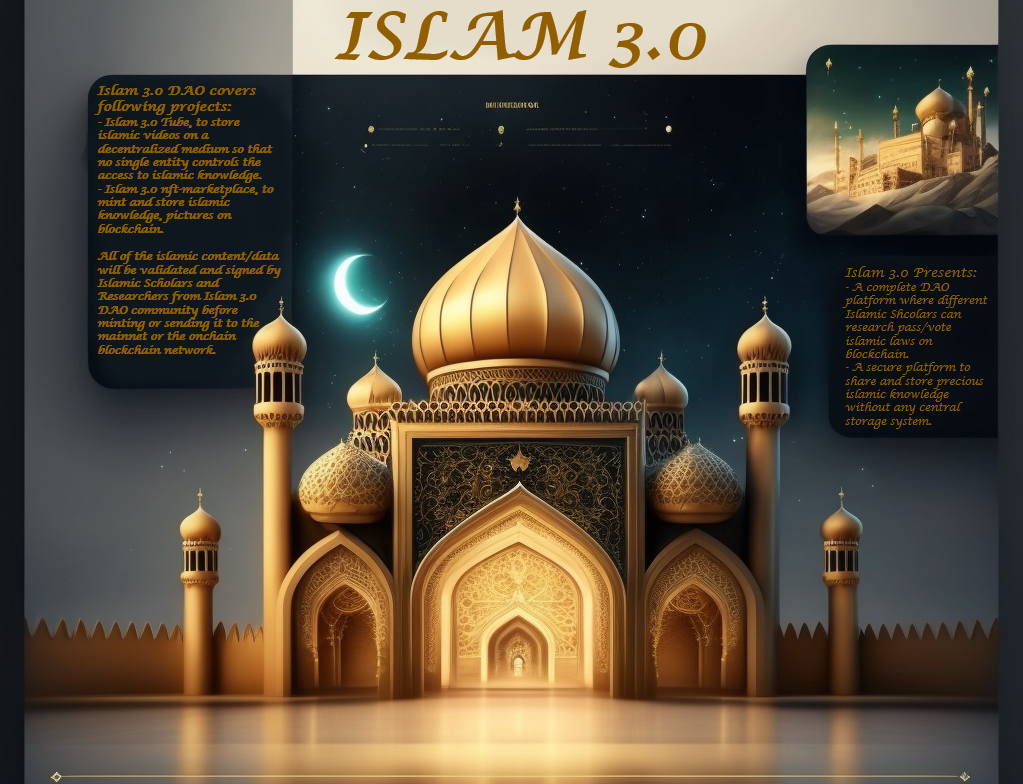 ISLAM 3.0
Islam 3.0 DAO covers
following projects:
- Islam 3.0 Tube, to store
islamic videos on a
decentralized medium so that
no single entity controls the
access to islamic knowledge.
- Islam 3.0 nft-marketplace, to
mint and store islamic
knowledge, pictures on
blockchain.
All of the islamic content/data
will be validated and signed by
Islamic Scholars and
Researchers from Islam 3.0
DAO community before
minting or sending it to the
mainnet or the onchain
blockchain network.
Islam 3.0 Presents:
- A complete DAO
platform where different
Islamic Shcolars can
research pass/vote
islamic laws on
blockchain.
- A secure platform to
share and store precious
islamic knowledge
without any central
storage system.